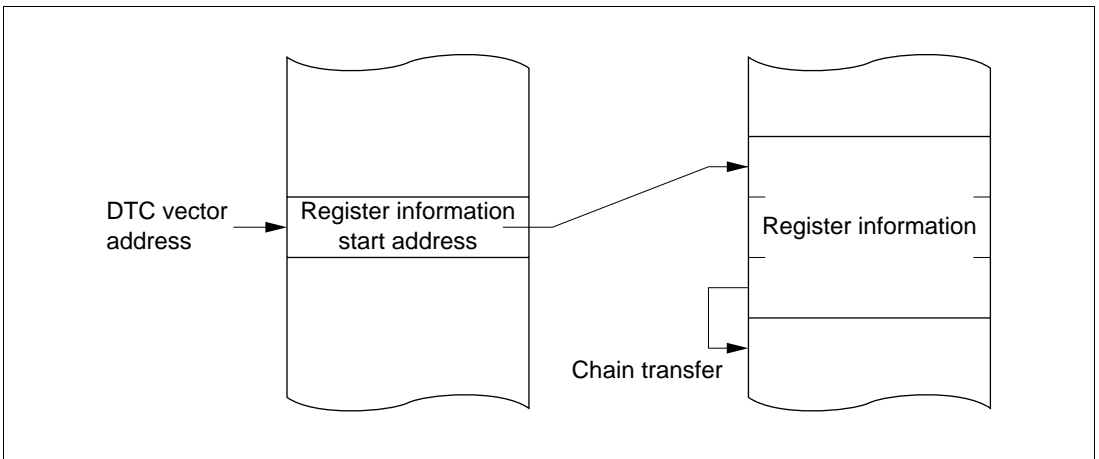 DTC vector
address
Register information
start address
Register information
Chain transfer